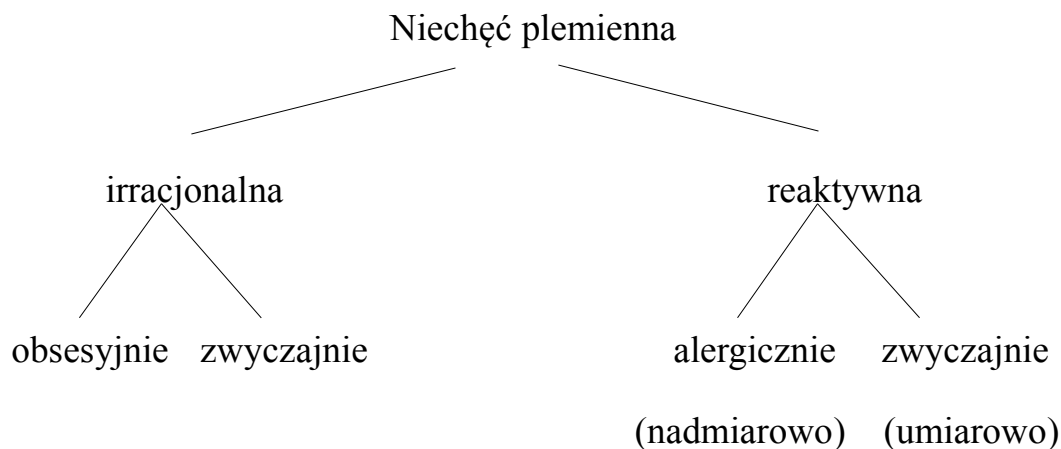 Niechęć plemienna
irracjonalna reaktywna
obsesyjnie zwyczajnie alergicznie zwyczajnie
(nadmiarowo) (umiarowo)